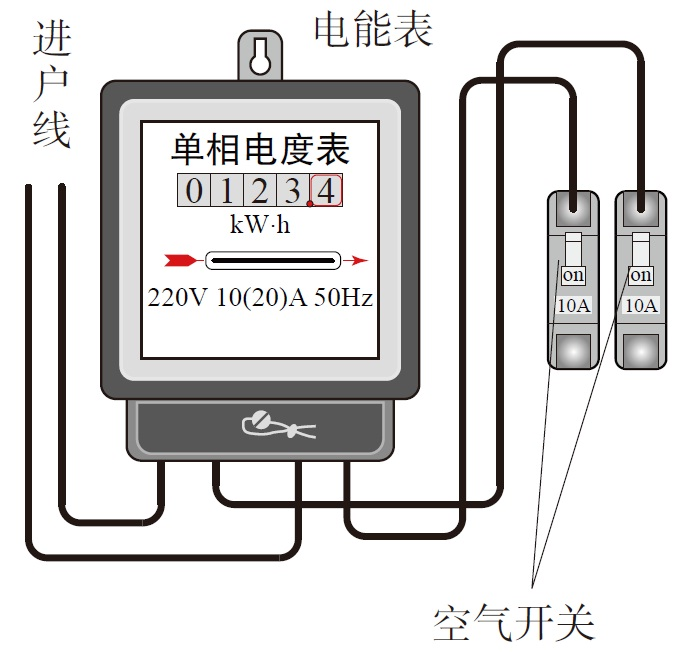 电能表
进户线
单相电度表
0 1 2 3.4
kW·h
220V 10(20)A 50Hz
on on
10A 10A
空气开关